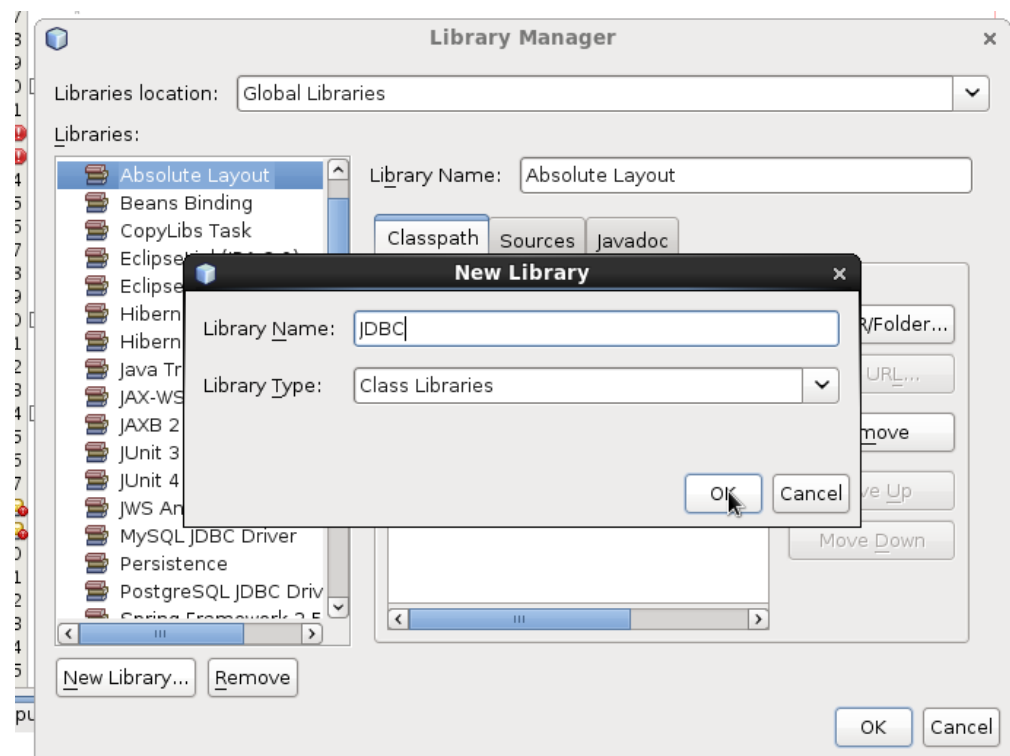 Library Manager
Libraries location: Global Libraries
Libraries:
Absolute Layout
Library Name: Absolute Layout
Beans Binding
CopyLibs Task
Classpath Sources Javadoc
Eclipse
New Library
Hibern
Library Name: JDBC
R/Folder...
Hibern
Java Tr
Library Type: Class Libraries
URL...
JAX-WS
JAXB 2
move
JUnit 3
JUnit 4
OK Cancel
ve Up
JWS An
MySQL JDBC Driver
Move Down
Persistence
PostgreSQL JDBC Driv
New Library... Remove
OK Cancel